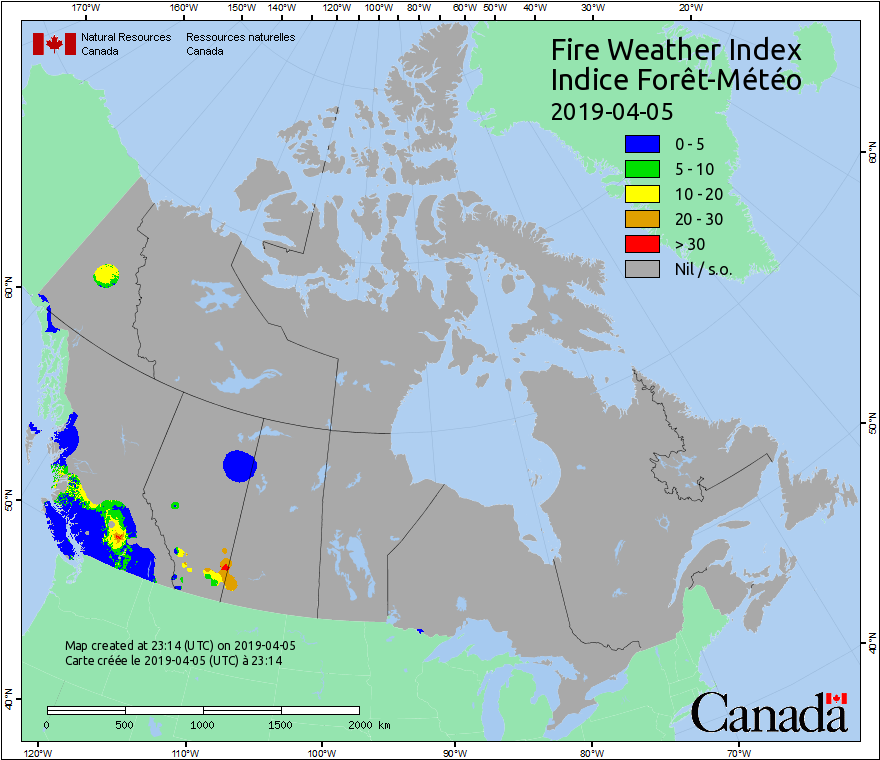 170°W 160°W 150°W 140°W 130°W 120°W 110°W 100°W 90°W 80°W 60°W 50°W 40°W 30°W 20°W
Natural Resources Canada
Ressources naturelles Canada
Fire Weather Index
Indice Forêt-Météo
2019-04-05
0 - 5
5 - 10
10 - 20
20 - 30
> 30
Nil / s.o.
60°N
60°N
50°N
50°N
40°N
40°N
Map created at 23:14 (UTC) on 2019-04-05
Carte créée le 2019-04-05 (UTC) à 23:14
0 500 1000 1500 2000 km
Canada
120°W 110°W 100°W 90°W 80°W 70°W